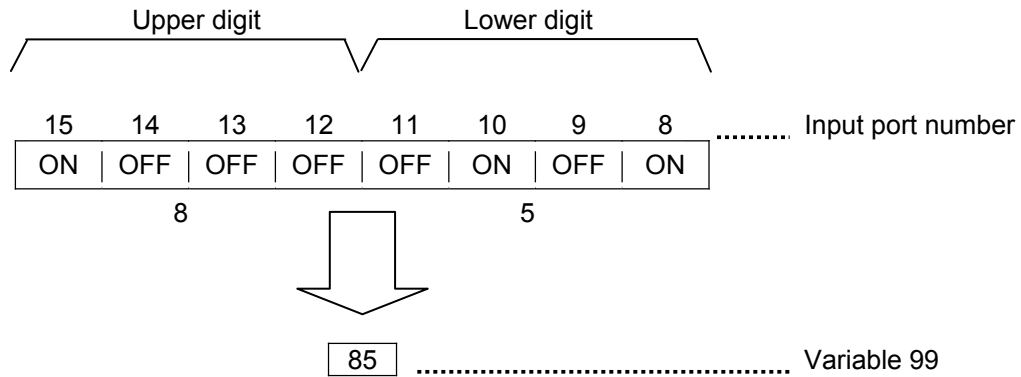 Upper digit Lower digit
15 14 13 12 11 10 9 8 Input port number
ON OFF OFF OFF OFF ON OFF ON
8 5
85 Variable 99